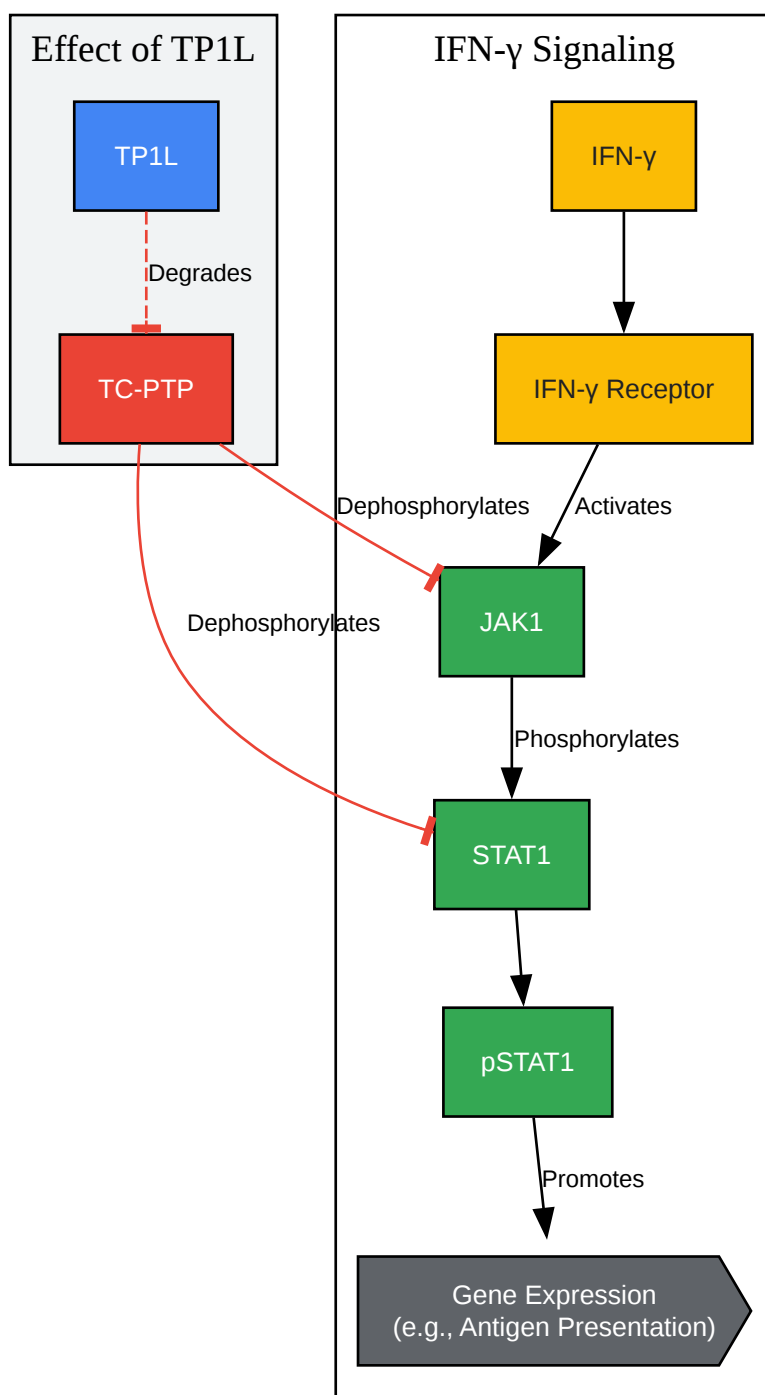 Effect of TP1L
TP1L
Degrades
TC-PTP
IFN-γ Signaling
IFN-γ
IFN-γ Receptor
Dephosphorylates
Activates
JAK1
Dephosphorylates
Phosphorylates
STAT1
pSTAT1
Promotes
Gene Expression
(e.g., Antigen Presentation)